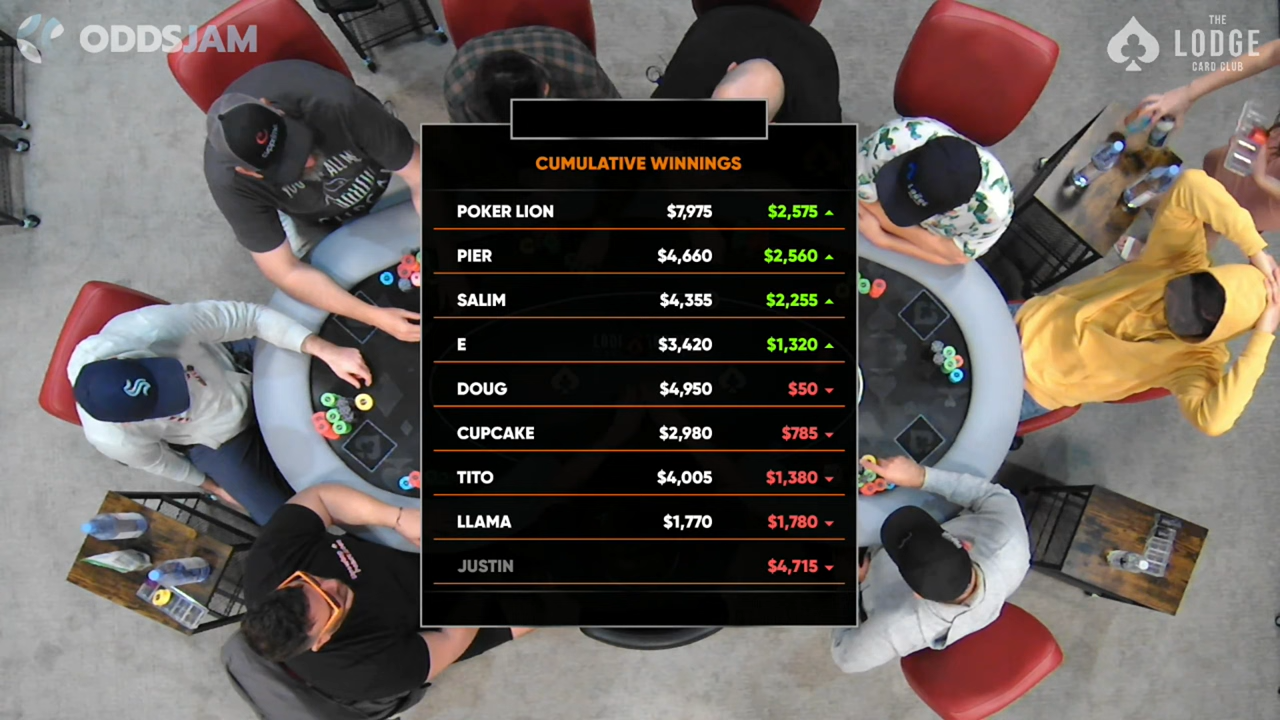 ODDSJAM
THE
LODGE
CARD CLUB
CUMULATIVE WINNINGS
POKER LION $7,975 $2,575
PIER $4,660 $2,560
SALIM $4,355 $2,255
E $3,420 $1,320
DOUG $4,950 $50
CUPCAKE $2,980 $785
TITO $4,005 $1,380
LLAMA $1,770 $1,780
JUSTIN $4,715